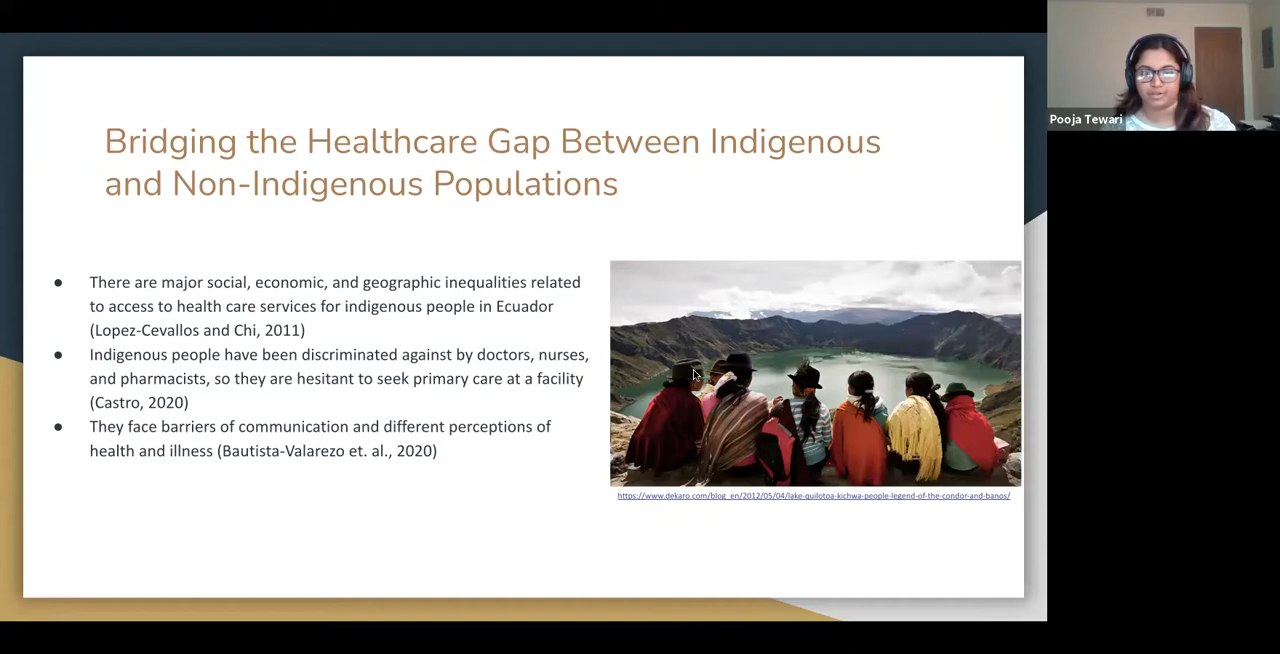 Bridging the Healthcare Gap Between Indigenous
and Non-Indigenous Populations
● There are major social, economic, and geographic inequalities related
to access to health care services for indigenous people in Ecuador
(Lopez-Cevallos and Chi, 2011)
● Indigenous people have been discriminated against by doctors, nurses,
and pharmacists, so they are hesitant to seek primary care at a facility
(Castro, 2020)
● They face barriers of communication and different perceptions of
health and illness (Bautista-Valarezo et. al., 2020)
https://www.dekaro.com/blog_en/2012/05/04/lake-quilotoa-kichwa-people-legend-of-the-condor-and-banos/
Pooja Tewari